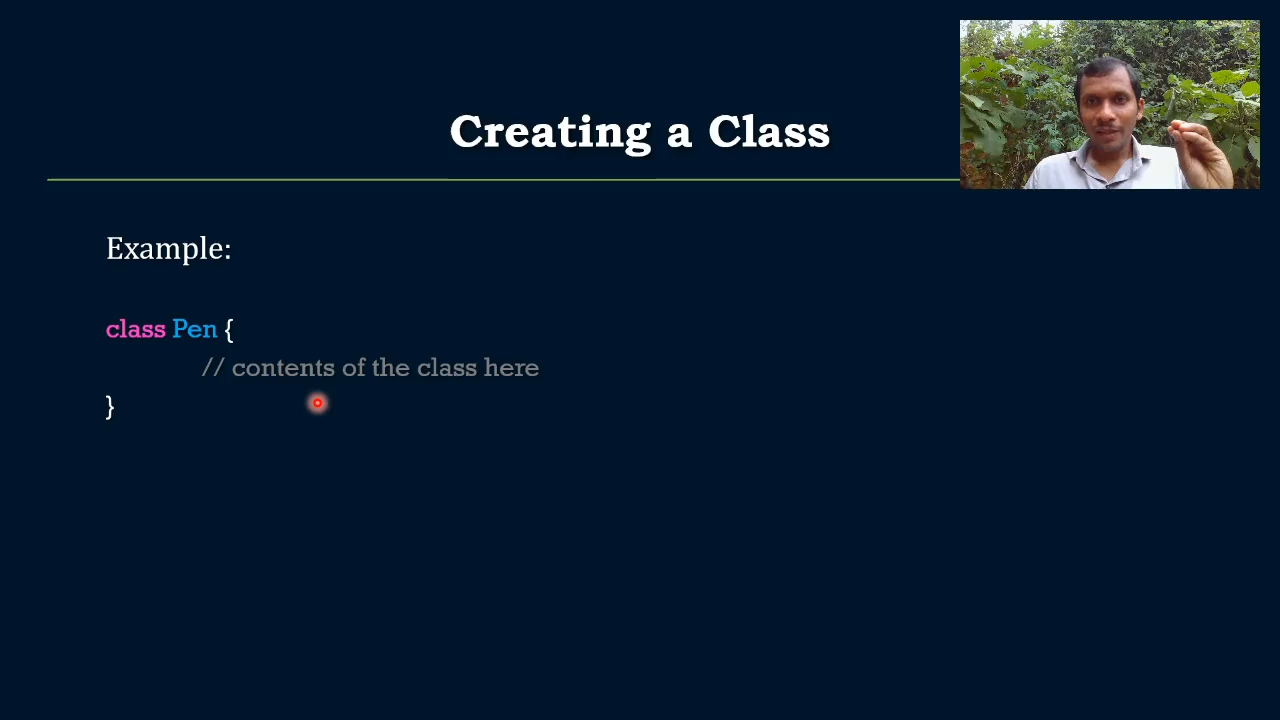 Creating a Class
Example:
class Pen {
// contents of the class here
}